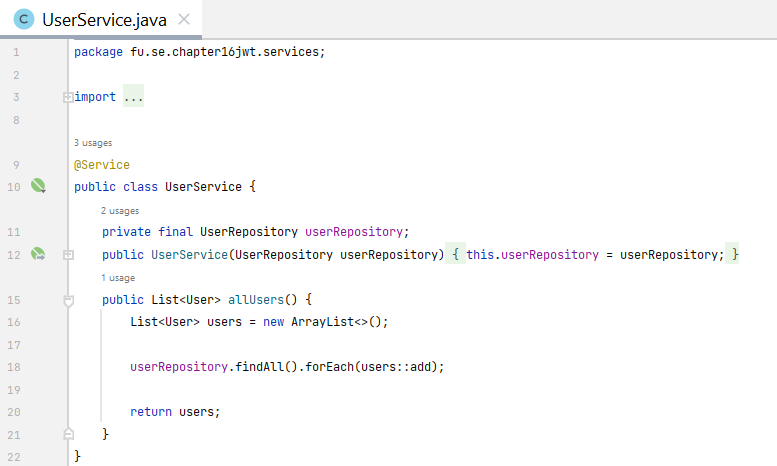 C UserService.java
1 package fu.se.chapter16jwt.services;
2
3 import ...
8
3 usages
9 @Service
10 public class UserService {
2 usages
11 private final UserRepository userRepository;
12 public UserService(UserRepository userRepository) { this.userRepository = userRepository; }
1 usage
15 public List<User> allUsers() {
16 List<User> users = new ArrayList<>();
17
18 userRepository.findAll().forEach(users::add);
19
20 return users;
21 }
22 }